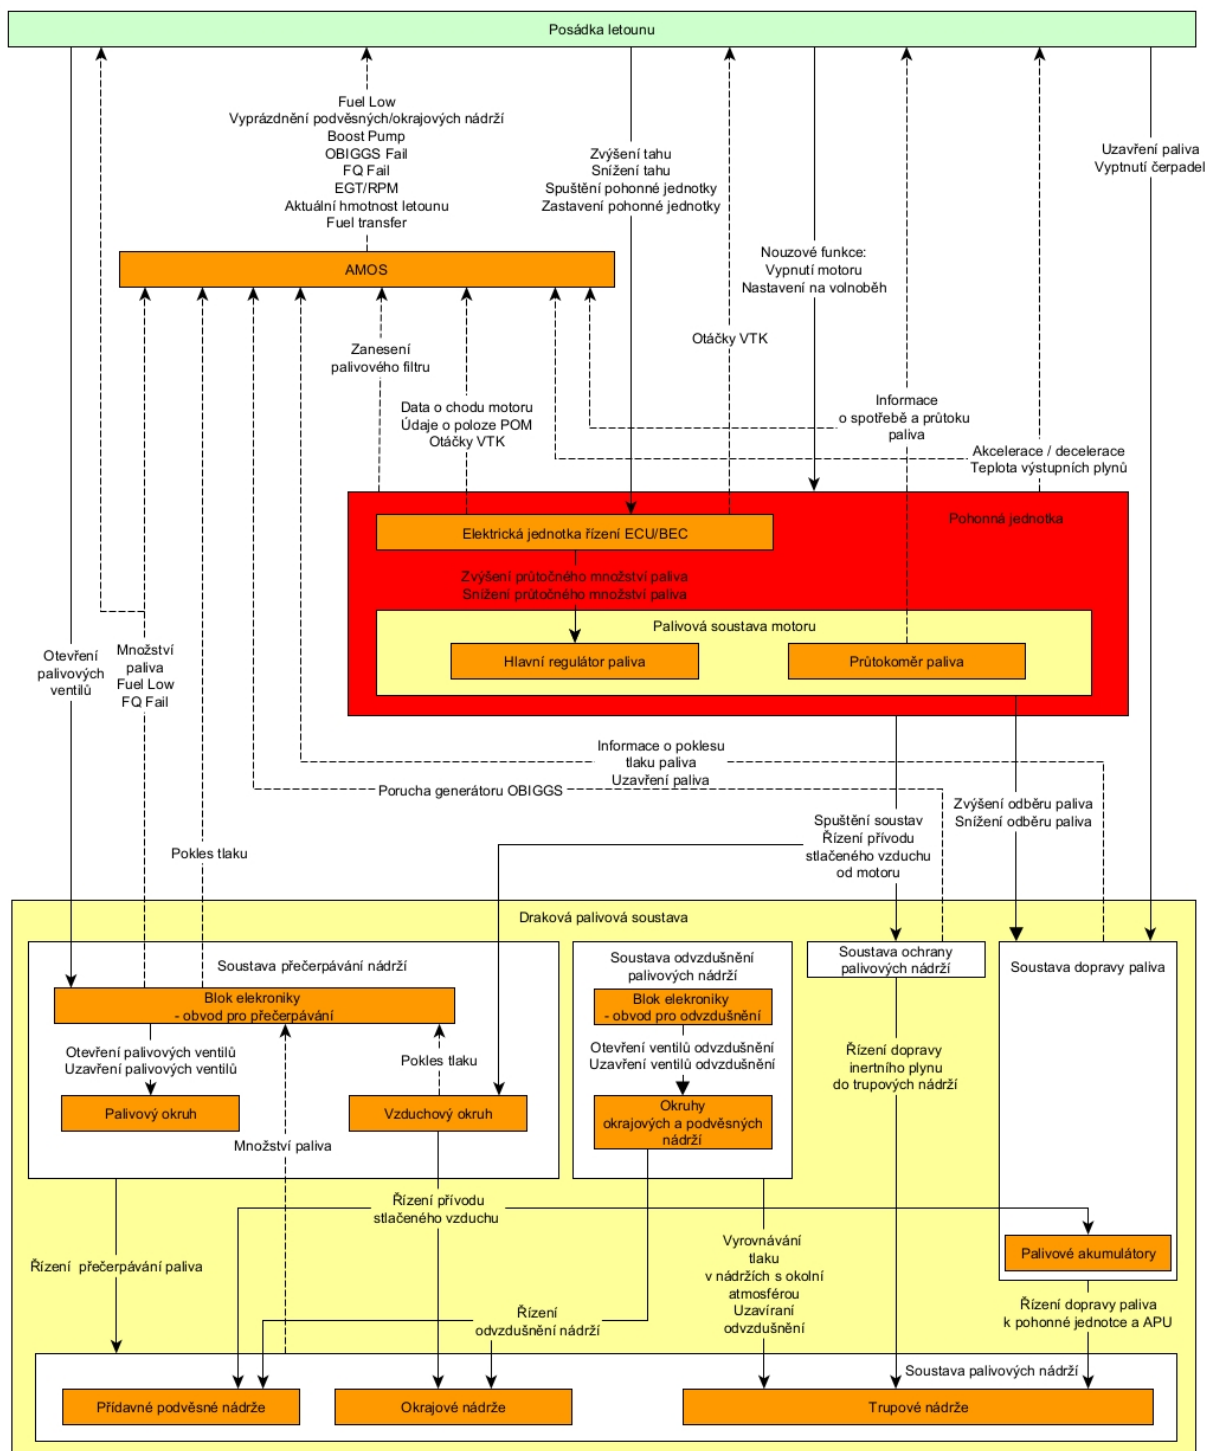 Posádka letounu
Fuel Low
Vyprázdnění podvěsných/okrajových nádrží
Boost Pump
OBIGGS Fail
FQ Fail
EGT/RPM
Aktuální hmotnost letounu
Fuel transfer
Zvýšení tahu
Snížení tahu
Spuštění pohonné jednotky
Zastavení pohonné jednotky
Uzavření paliva
Vyptnutí čerpadel
Nouzové funkce:
Vypnutí motoru
Nastavení na volnoběh
AMOS
Otáčky VTK
Zanesení
palivového filtru
Data o chodu motoru
Údaje o poloze POM
Otáčky VTK
Informace
o spotřebě a průtoku
paliva
Akcelerace / decelerace
Teplota výstupních plynů
Pohonná jednotka
Elektrická jednotka řízení ECU/BEC
Zvýšení průtočného množství paliva
Snížení průtočného množství paliva
Palivová soustava motoru
Hlavní regulátor paliva
Průtokoměr paliva
Otevření
palivových
ventilů
Množství
paliva
Fuel Low
FQ Fail
Informace o poklesu
tlaku paliva
Uzavření paliva
Porucha generátoru OBIGGS
Zvýšení odběru paliva
Snížení odběru paliva
Spuštění soustav
Řízení přívodu
stlačeného vzduchu
od motoru
Pokles tlaku
Draková palivová soustava
Soustava přečerpávání nádrží
Soustava odvzdušnění
palivových nádrží
Soustava ochrany
palivových nádrží
Soustava dopravy paliva
Blok elekroniky
- obvod pro přečerpávání
Blok elekroniky
- obvod pro odvzdušnění
Otevření palivových ventilů
Uzavření palivových ventilů
Pokles tlaku
Otevření ventilů odvzdušnění
Uzavření ventilů odvzdušnění
Řízení dopravy
inertního plynu
do trupových nádrží
Palivový okruh
Vzduchový okruh
Okruhy
okrajových a podvěsných
nádrží
Množství paliva
Řízení přívodu
stlačeného vzduchu
Vyrovnávání
tlaku
v nádržích s okolní
atmosférou
Uzavíraní
odvzdušnění
Palivové akumulátory
Řízení přečerpávání paliva
Řízení
odvzdušnění nádrží
Řízení dopravy paliva
k pohonné jednotce a APU
Soustava palivových nádrží
Přídavné podvěsné nádrže
Okrajové nádrže
Trupové nádrže